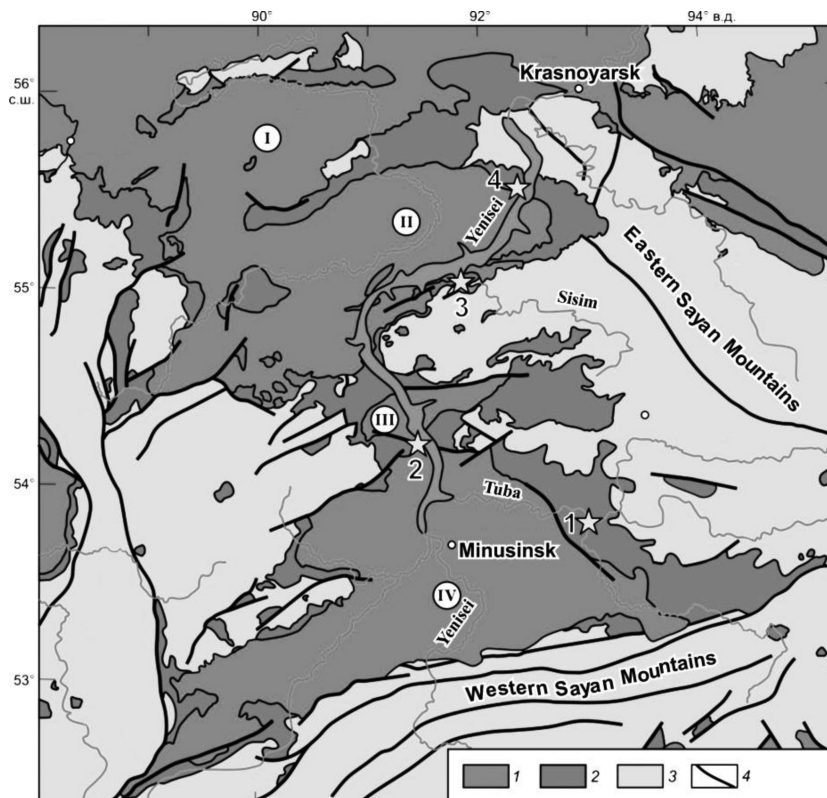 90° 92° 94° в.д.
56°
с.ш.
Krasnoyarsk
I
4
II
Yenisei
Eastern Sayan Mountains
55°
3
Sisim
III
2
54°
Tuba
1
Minusinsk
IV
Yenisei
53°
Western Sayan Mountains
1 2 3 4